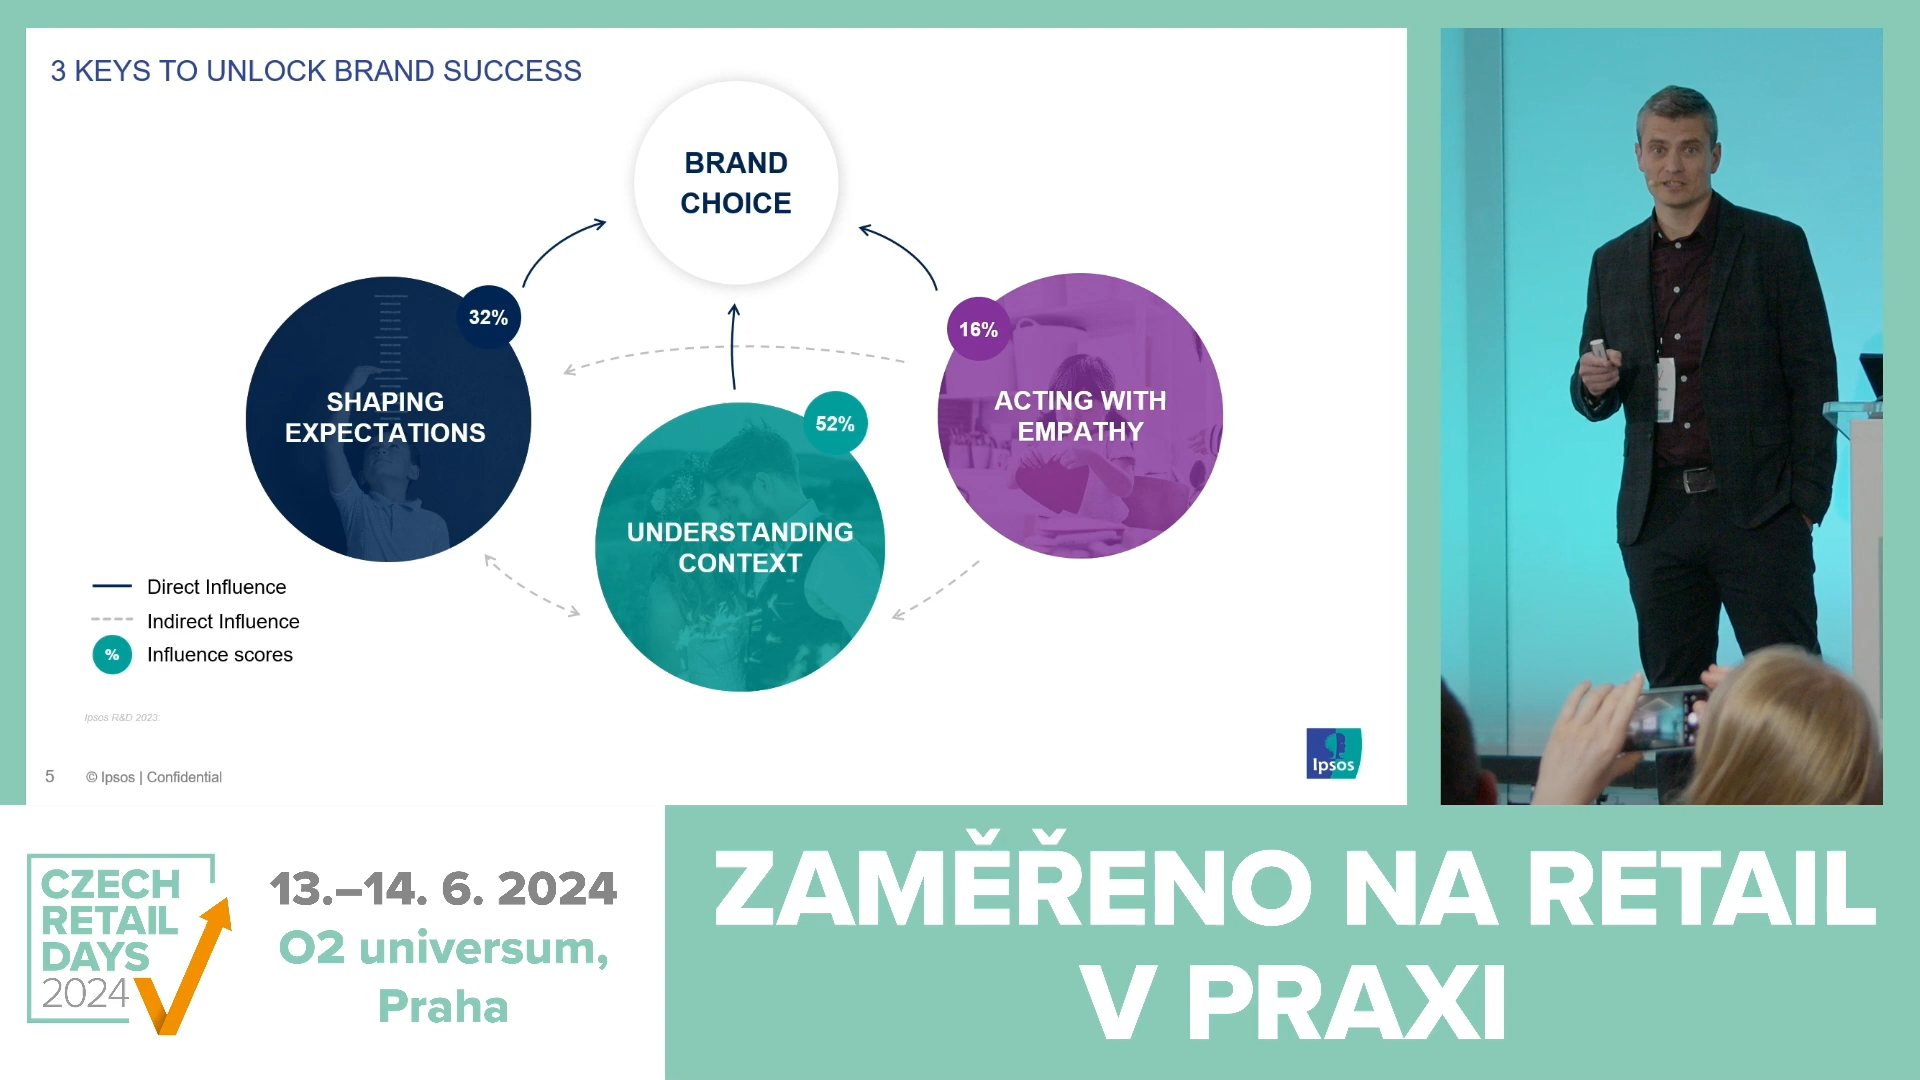 3 KEYS TO UNLOCK BRAND SUCCESS
BRAND
CHOICE
32%
16%
SHAPING
EXPECTATIONS
52%
ACTING WITH
EMPATHY
UNDERSTANDING
CONTEXT
Direct Influence
Indirect Influence
%
Influence scores
Ipsos R&D 2023:
Ipsos
5
© Ipsos | Confidential
CZECH
RETAIL
DAYS
2024
13.–14. 6. 2024
O2 universum,
Praha
ZAMĚŘENO NA RETAIL
V PRAXI